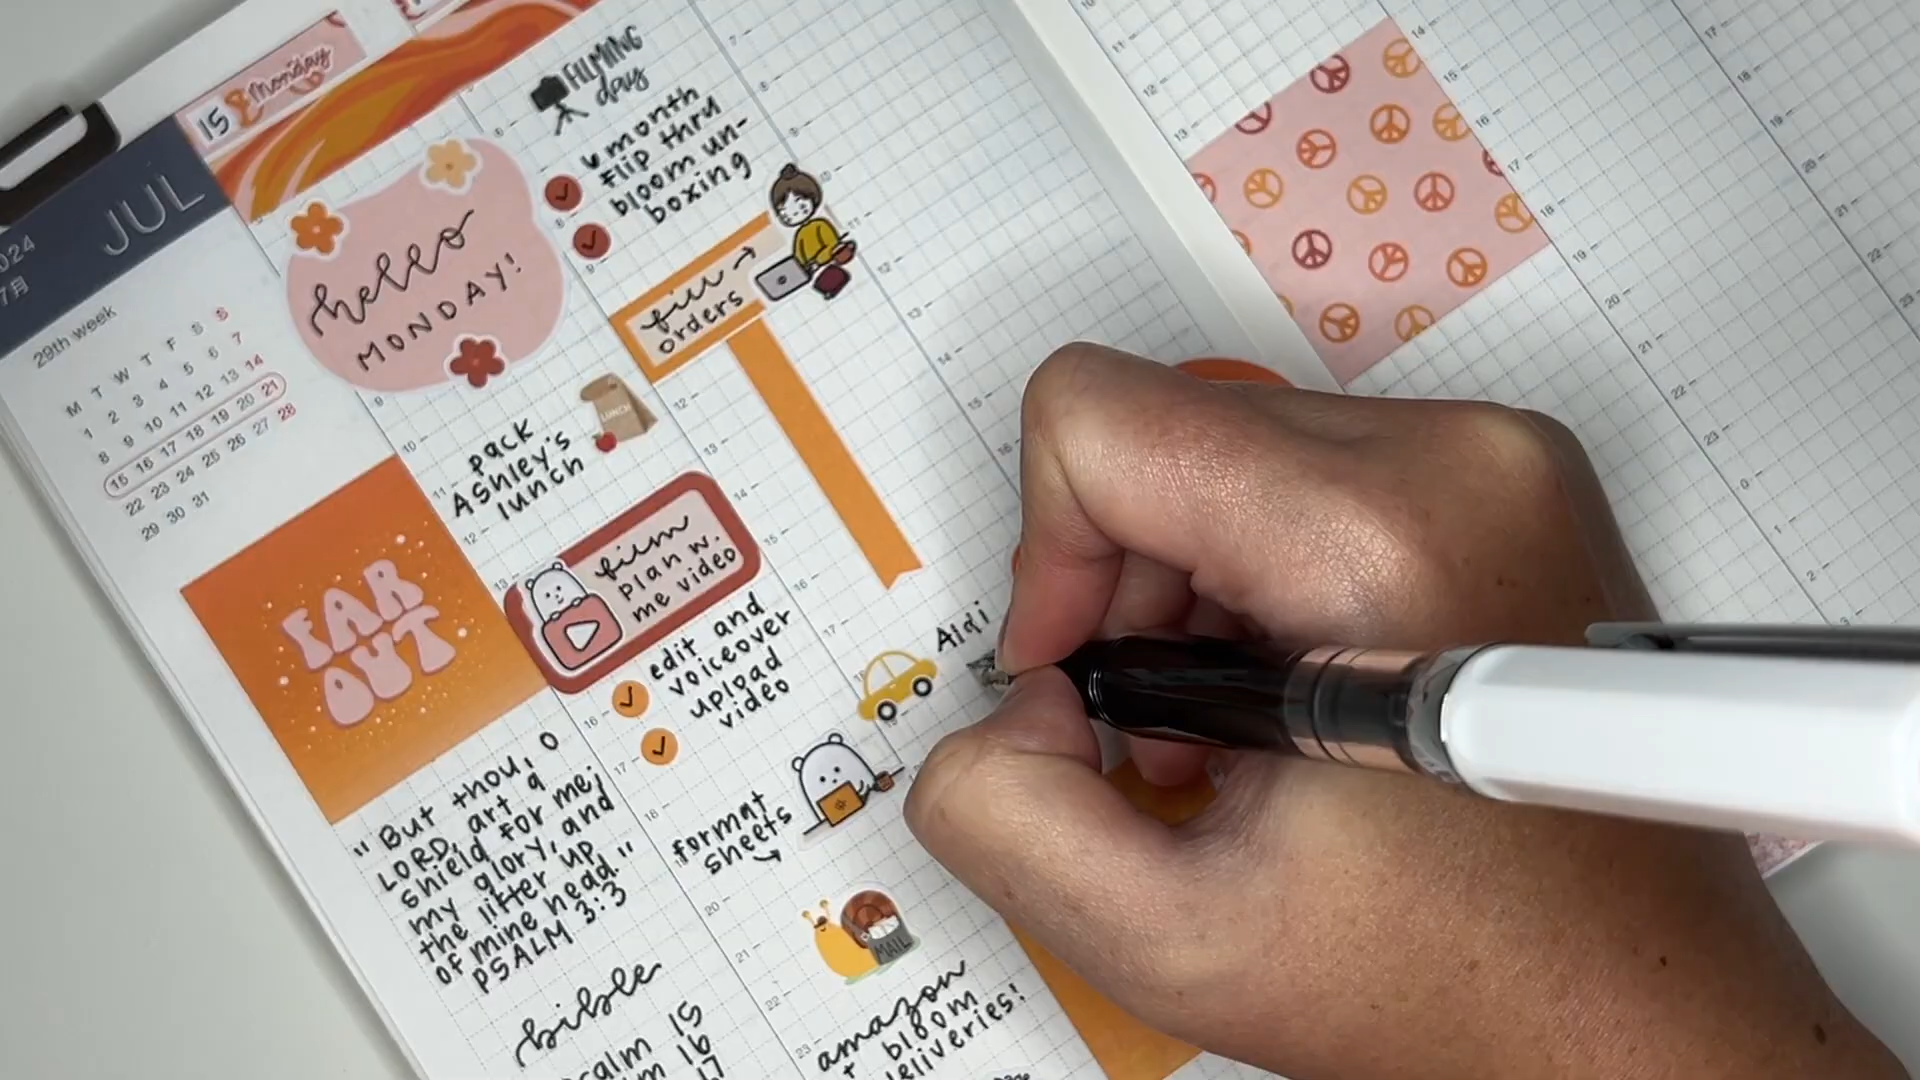 15 Monday
JUL
29th week
M T W T F S S
1 2 3 4 5 6 7
8 9 10 11 12 13 14
15 16 17 18 19 20 21
22 23 24 25 26 27 28
29 30 31
hello
MONDAY!
FAR
OUT
"But thou, O
LORD, art a
shield for me;
my glory, and
the lifter up
of mine head."
PSALM 3:3
bible
15
16
17
FILMING
day
6 month
flip thru
bloom un-
boxing
fill →
orders
pack
Ashley's
lunch
LUNCH
film
plan w.
me video
edit and
voiceover
upload
video
Aldi
format
sheets
MAIL
amazon
+ bloom
deliveries!